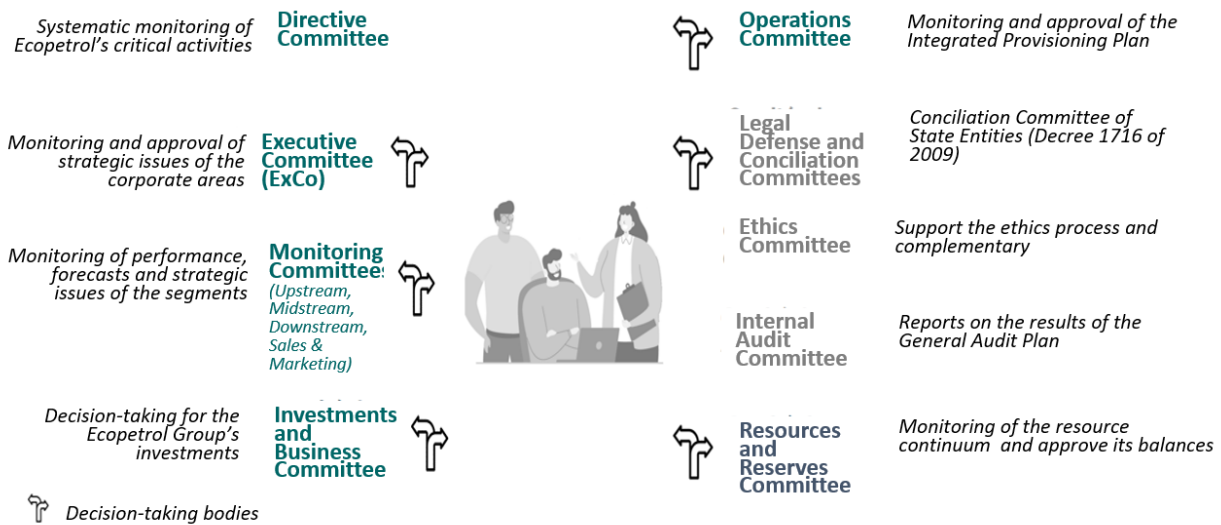 Systematic monitoring of
Ecopetrol's critical activities
Directive
Committee
Operations
Committee
Monitoring and approval of the
Integrated Provisioning Plan
Monitoring and approval of
strategic issues of the
corporate areas
Executive
Committee
(ExCo)
Legal
Defense and
Conciliation
Committees
Conciliation Committee of
State Entities (Decree 1716 of
2009)
Monitoring of performance,
forecasts and strategic
issues of the segments
Monitoring
Committees
(Upstream,
Midstream,
Downstream,
Sales &
Marketing)
Ethics
Committee
Support the ethics process and
complementary
Internal
Audit
Committee
Reports on the results of the
General Audit Plan
Decision-taking for the
Ecopetrol Group's
investments
Investments
and
Business
Committee
Resources
and
Reserves
Committee
Monitoring of the resource
continuum and approve its balances
Decision-taking bodies